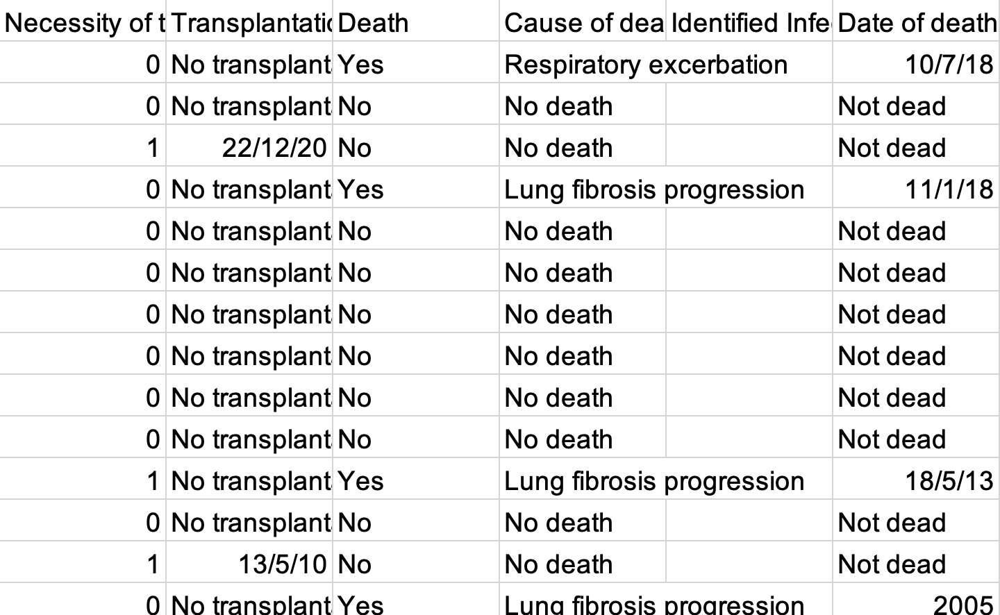 Necessity of t Transplantatio Death Cause of dea Identified Infe Date of death
0 No transplant Yes Respiratory excerbation 10/7/18
0 No transplant No No death Not dead
1 22/12/20 No No death Not dead
0 No transplant Yes Lung fibrosis progression 11/1/18
0 No transplant No No death Not dead
0 No transplant No No death Not dead
0 No transplant No No death Not dead
0 No transplant No No death Not dead
0 No transplant No No death Not dead
0 No transplant No No death Not dead
1 No transplant Yes Lung fibrosis progression 18/5/13
0 No transplant No No death Not dead
1 13/5/10 No No death Not dead
0 No transplant Yes Lung fibrosis progression 2005